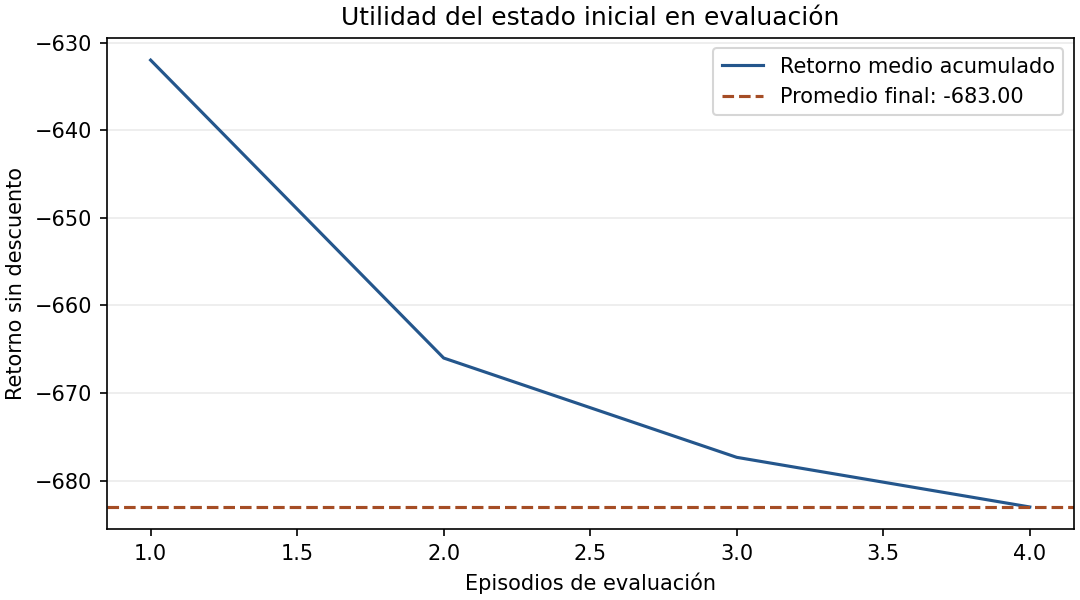 Utilidad del estado inicial en evaluación
Retorno medio acumulado
Promedio final: -683.00
Retorno sin descuento
−630
−640
−650
−660
−670
−680
1.0 1.5 2.0 2.5 3.0 3.5 4.0
Episodios de evaluación